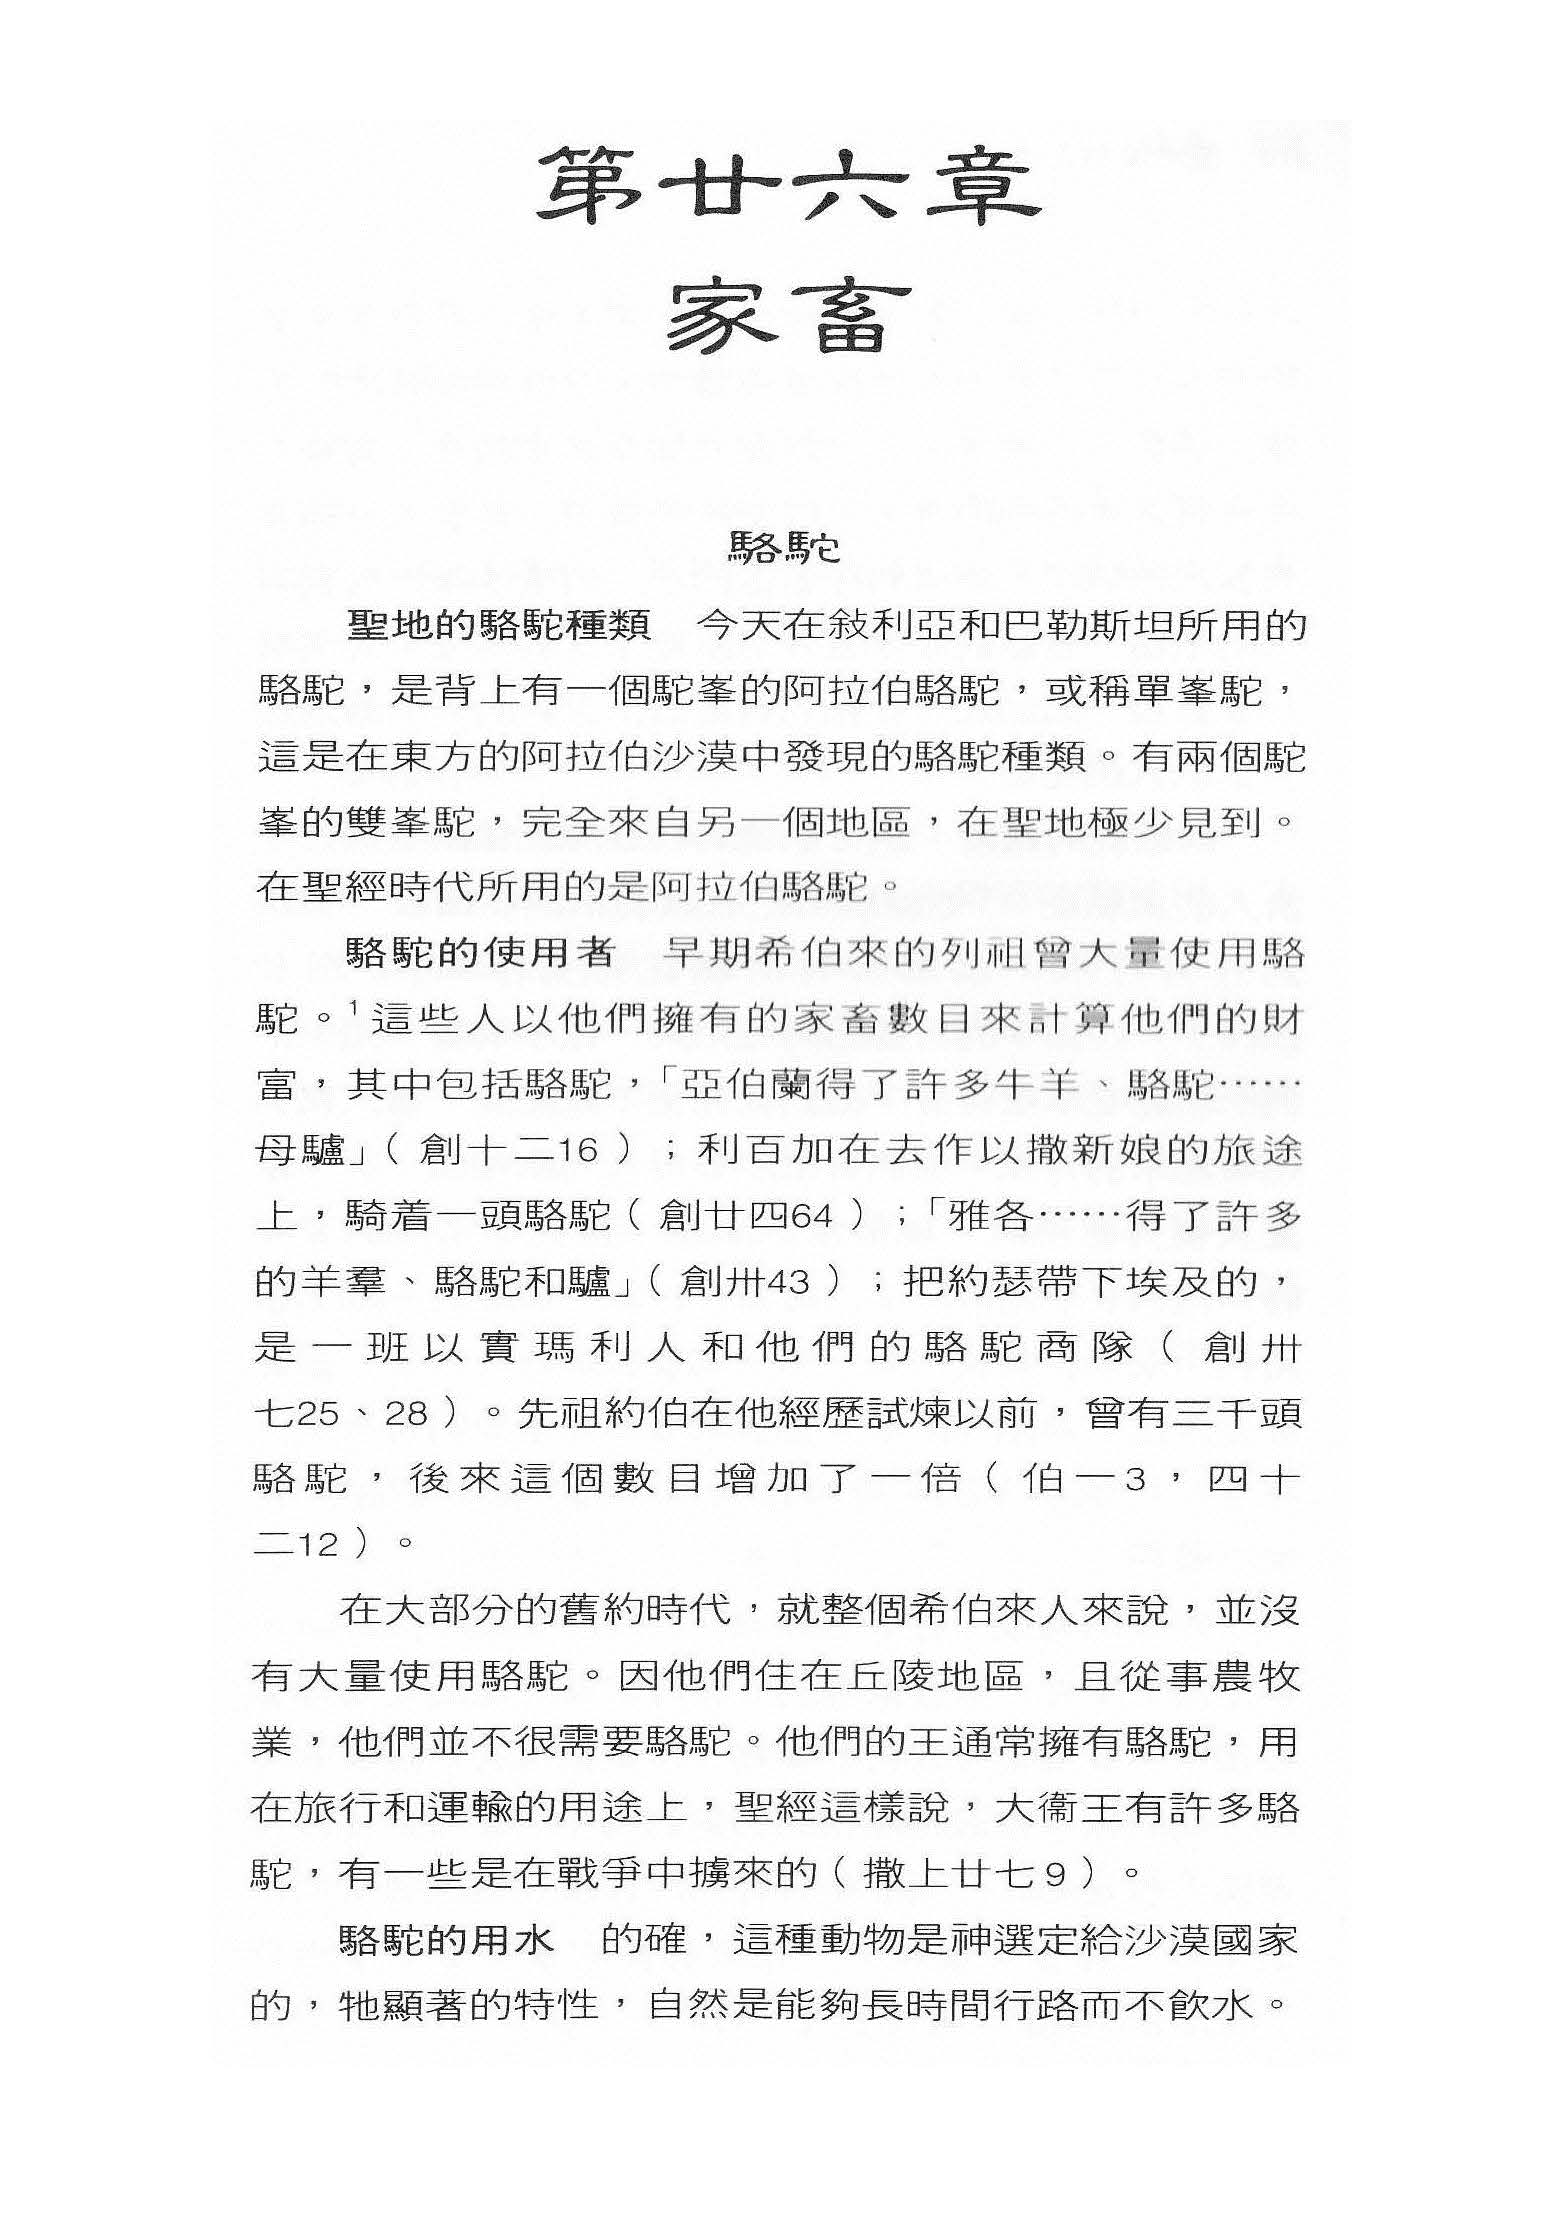 第廿六章
家畜
駱駝
聖地的駱駝種類　今天在敍利亞和巴勒斯坦所用的
駱駝，是背上有一個駝峯的阿拉伯駱駝，或稱單峯駝，
這是在東方的阿拉伯沙漠中發現的駱駝種類。有兩個駝
峯的雙峯駝，完全來自另一個地區，在聖地極少見到。
在聖經時代所用的是阿拉伯駱駝。
駱駝的使用者　早期希伯來的列祖曾大量使用駱
駝。¹這些人以他們擁有的家畜數目來計算他們的財
富，其中包括駱駝，「亞伯蘭得了許多牛羊、駱駝……
母驢」（創十二16）；利百加在去作以撒新娘的旅途
上，騎着一頭駱駝（創廿四64）；「雅各……得了許多
的羊羣、駱駝和驢」（創卅43）；把約瑟帶下埃及的，
是一班以實瑪利人和他們的駱駝商隊（創卅
七25、28）。先祖約伯在他經歷試煉以前，曾有三千頭
駱駝，後來這個數目增加了一倍（伯一3，四十
二12）。
在大部分的舊約時代，就整個希伯來人來說，並沒
有大量使用駱駝。因他們住在丘陵地區，且從事農牧
業，他們並不很需要駱駝。他們的王通常擁有駱駝，用
在旅行和運輸的用途上，聖經這樣說，大衞王有許多駱
駝，有一些是在戰爭中擄來的（撒上廿七9）。
駱駝的用水　的確，這種動物是神選定給沙漠國家
的，牠顯著的特性，自然是能夠長時間行路而不飲水。